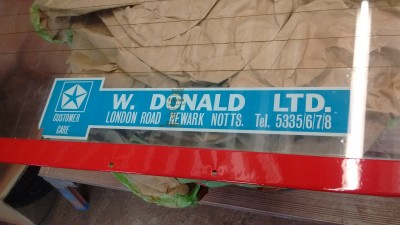 W. DONALD LTD.
LONDON ROAD NEWARK NOTTS. Tel. 5335/6/7/8
CUSTOMER
CARE